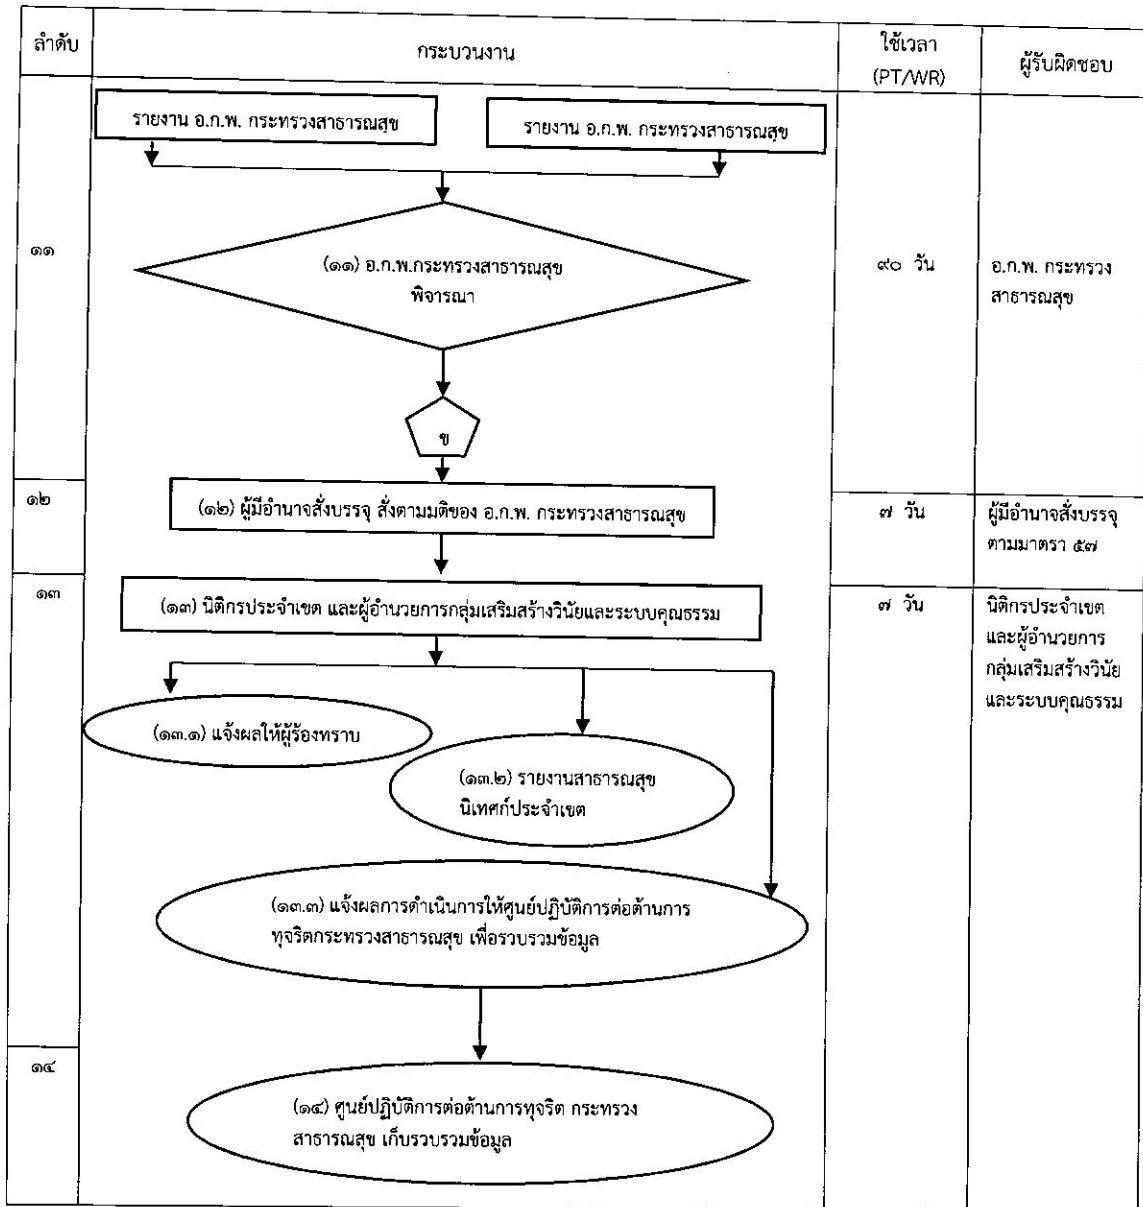 ลำดับ
กระบวนงาน
ใช้เวลา
(PT/WR)
ผู้รับผิดชอบ
รายงาน อ.ก.พ. กระทรวงสาธารณสุข
รายงาน อ.ก.พ. กระทรวงสาธารณสุข
๑๑
(๑๑) อ.ก.พ.กระทรวงสาธารณสุข
พิจารณา
๙๐ วัน
อ.ก.พ. กระทรวง
สาธารณสุข
ข
๑๒
(๑๒) ผู้มีอำนาจสั่งบรรจุ สั่งตามมติของ อ.ก.พ. กระทรวงสาธารณสุข
๗ วัน
ผู้มีอำนาจสั่งบรรจุ
ตามมาตรา ๕๗
๑๓
(๑๓) นิติกรประจำเขต และผู้อำนวยการกลุ่มเสริมสร้างวินัยและระบบคุณธรรม
๗ วัน
นิติกรประจำเขต
และผู้อำนวยการ
กลุ่มเสริมสร้างวินัย
และระบบคุณธรรม
(๑๓.๑) แจ้งผลให้ผู้ร้องทราบ
(๑๓.๒) รายงานสาธารณสุข
นิเทศก์ประจำเขต
(๑๓.๓) แจ้งผลการดำเนินการให้ศูนย์ปฏิบัติการต่อต้านการ
ทุจริตกระทรวงสาธารณสุข เพื่อรวบรวมข้อมูล
๑๔
(๑๔) ศูนย์ปฏิบัติการต่อต้านการทุจริต กระทรวง
สาธารณสุข เก็บรวบรวมข้อมูล